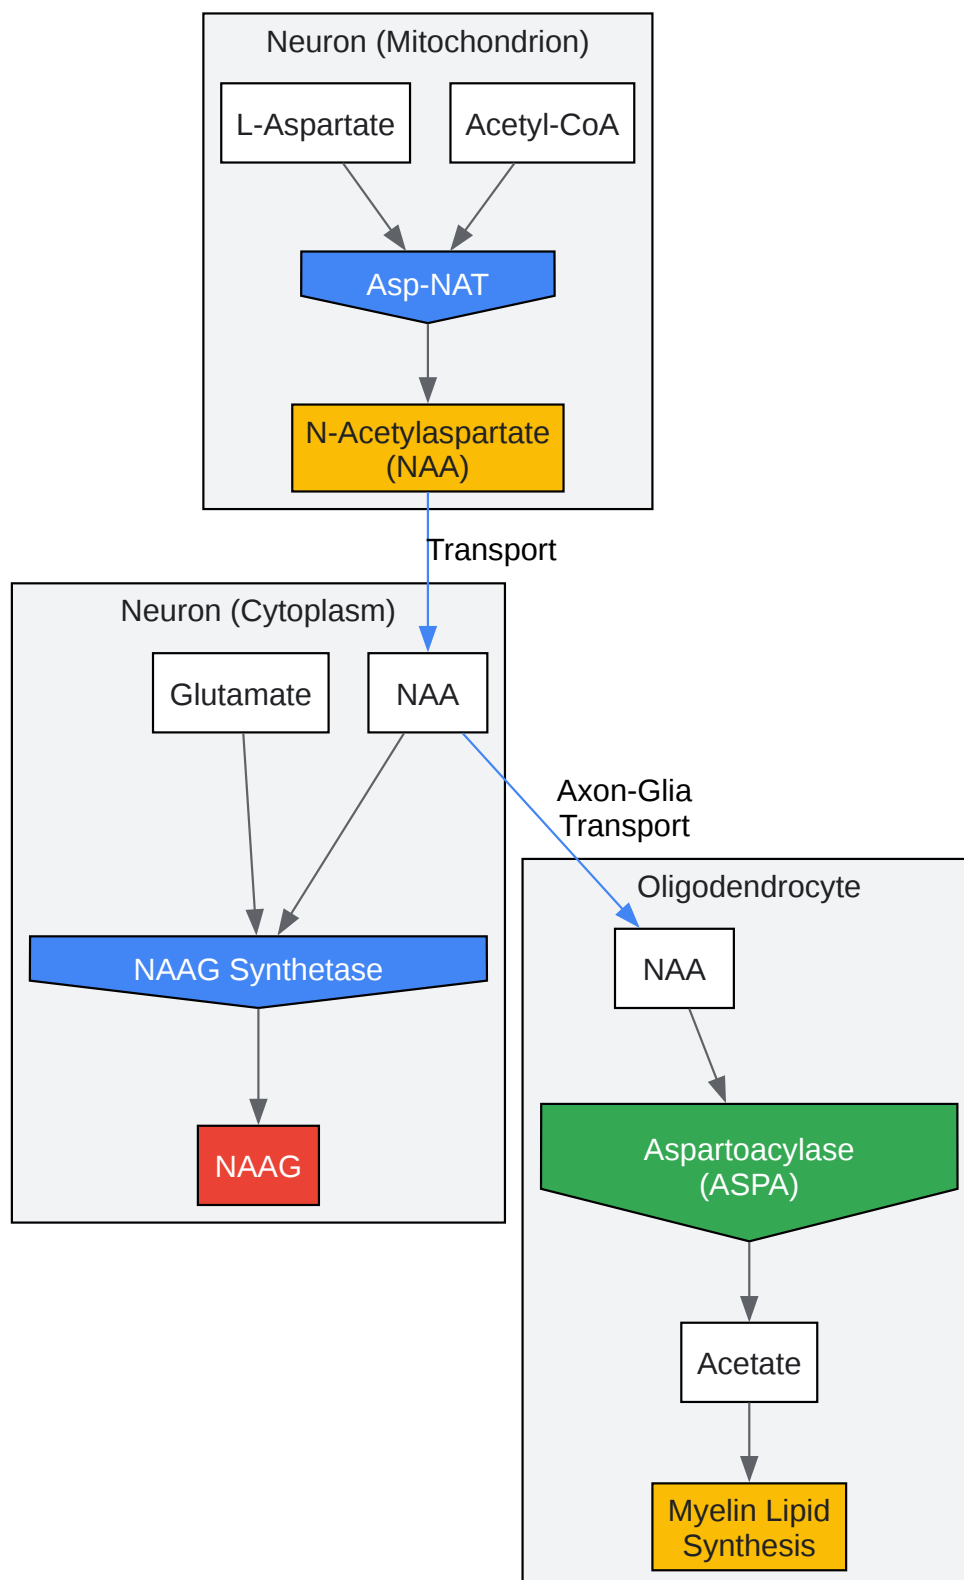 Neuron (Mitochondrion)
L-Aspartate
Acetyl-CoA
Asp-NAT
N-Acetylaspartate
(NAA)
Transport
Neuron (Cytoplasm)
Glutamate
NAA
Axon-Glia
Transport
Oligodendrocyte
NAA
NAAG Synthetase
NAAG
Aspartoacylase
(ASPA)
Acetate
Myelin Lipid
Synthesis